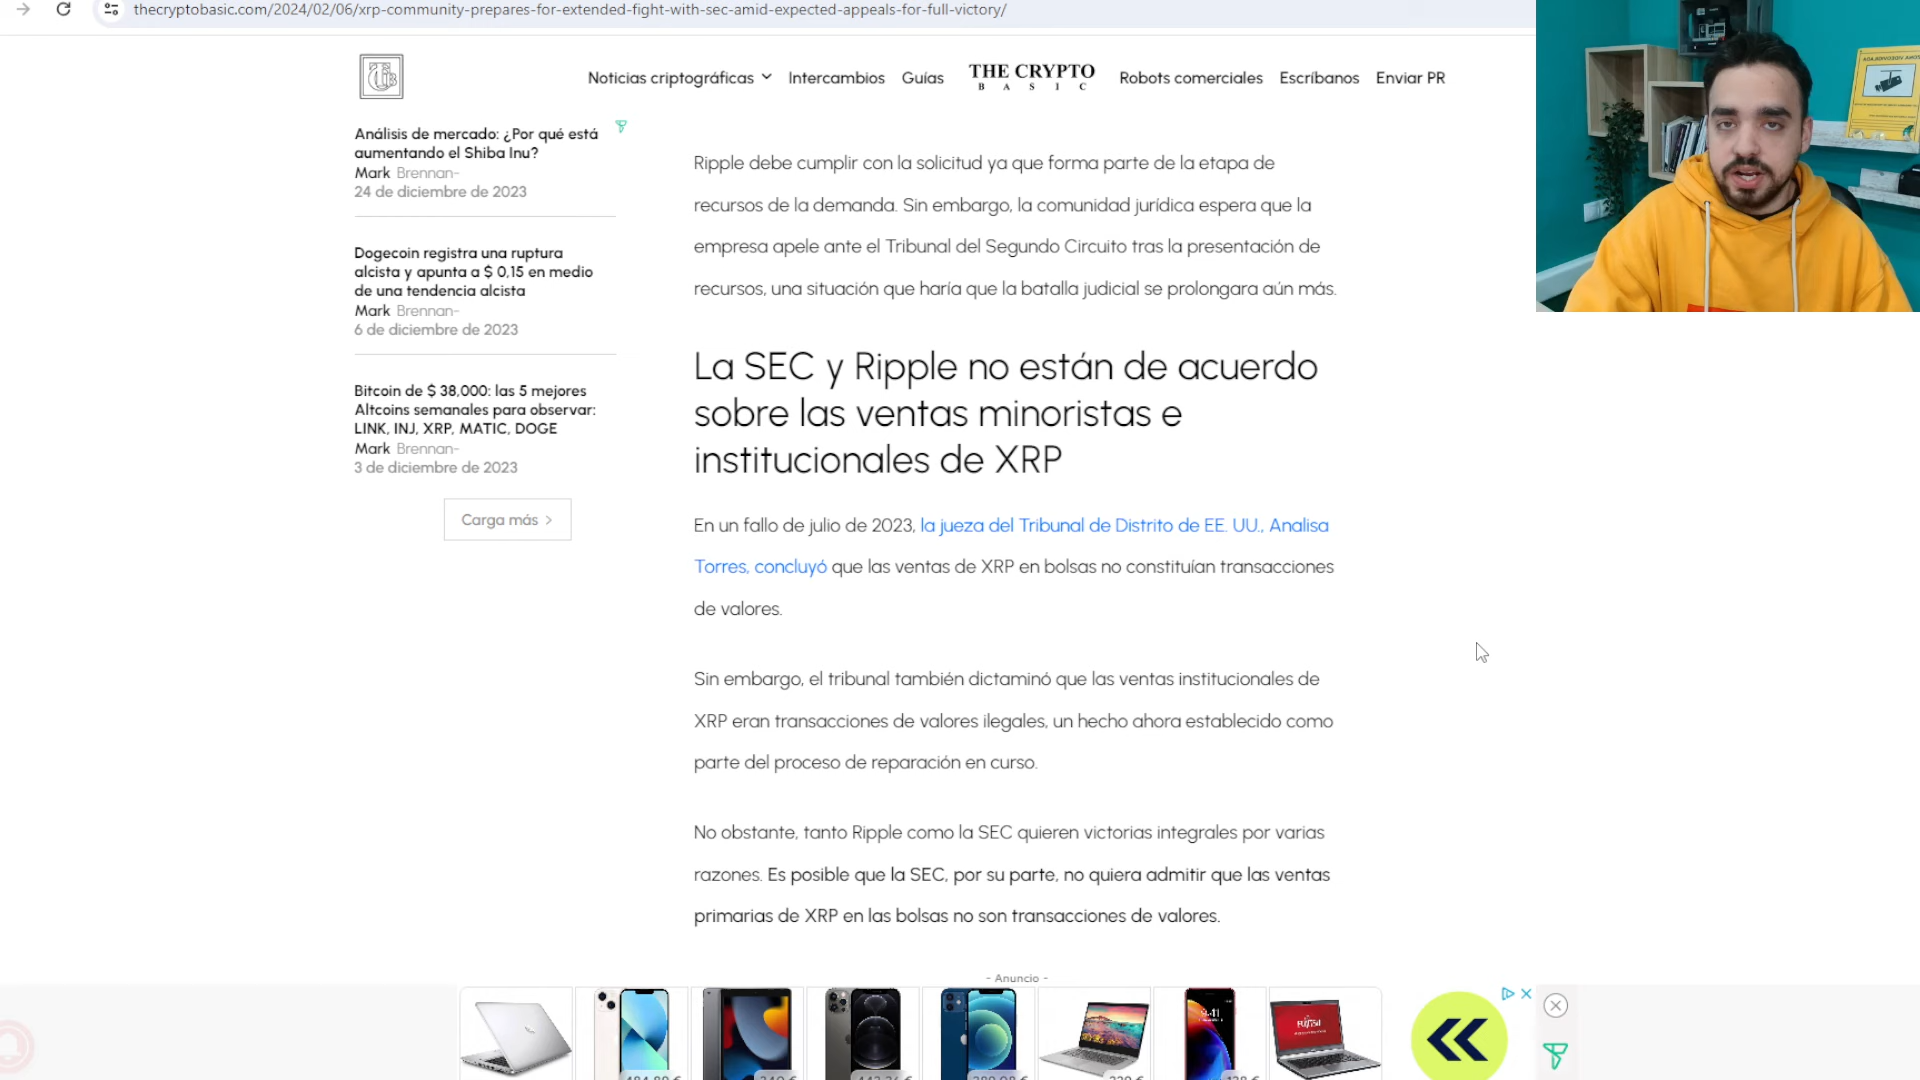 thecryptobasic.com/2024/02/06/xrp-community-prepares-for-extended-fight-with-sec-amid-expected-appeals-for-full-victory/
Noticias criptográficas
Intercambios
Guías
THE CRYPTO
BASIC
Robots comerciales
Escríbanos
Enviar PR
Análisis de mercado: ¿Por qué está
aumentando el Shiba Inu?
Mark Brennan-
24 de diciembre de 2023
Dogecoin registra una ruptura
alcista y apunta a $ 0,15 en medio
de una tendencia alcista
Mark Brennan-
6 de diciembre de 2023
Bitcoin de $ 38,000: las 5 mejores
Altcoins semanales para observar:
LINK, INJ, XRP, MATIC, DOGE
Mark Brennan-
3 de diciembre de 2023
Carga más >
Ripple debe cumplir con la solicitud ya que forma parte de la etapa de
recursos de la demanda. Sin embargo, la comunidad jurídica espera que la
empresa apele ante el Tribunal del Segundo Circuito tras la presentación de
recursos, una situación que haría que la batalla judicial se prolongara aún más.
La SEC y Ripple no están de acuerdo
sobre las ventas minoristas e
institucionales de XRP
En un fallo de julio de 2023, la jueza del Tribunal de Distrito de EE. UU., Analisa
Torres, concluyó que las ventas de XRP en bolsas no constituían transacciones
de valores.
Sin embargo, el tribunal también dictaminó que las ventas institucionales de
XRP eran transacciones de valores ilegales, un hecho ahora establecido como
parte del proceso de reparación en curso.
No obstante, tanto Ripple como la SEC quieren victorias integrales por varias
razones. Es posible que la SEC, por su parte, no quiera admitir que las ventas
primarias de XRP en las bolsas no son transacciones de valores.
- Anuncio -
9:41